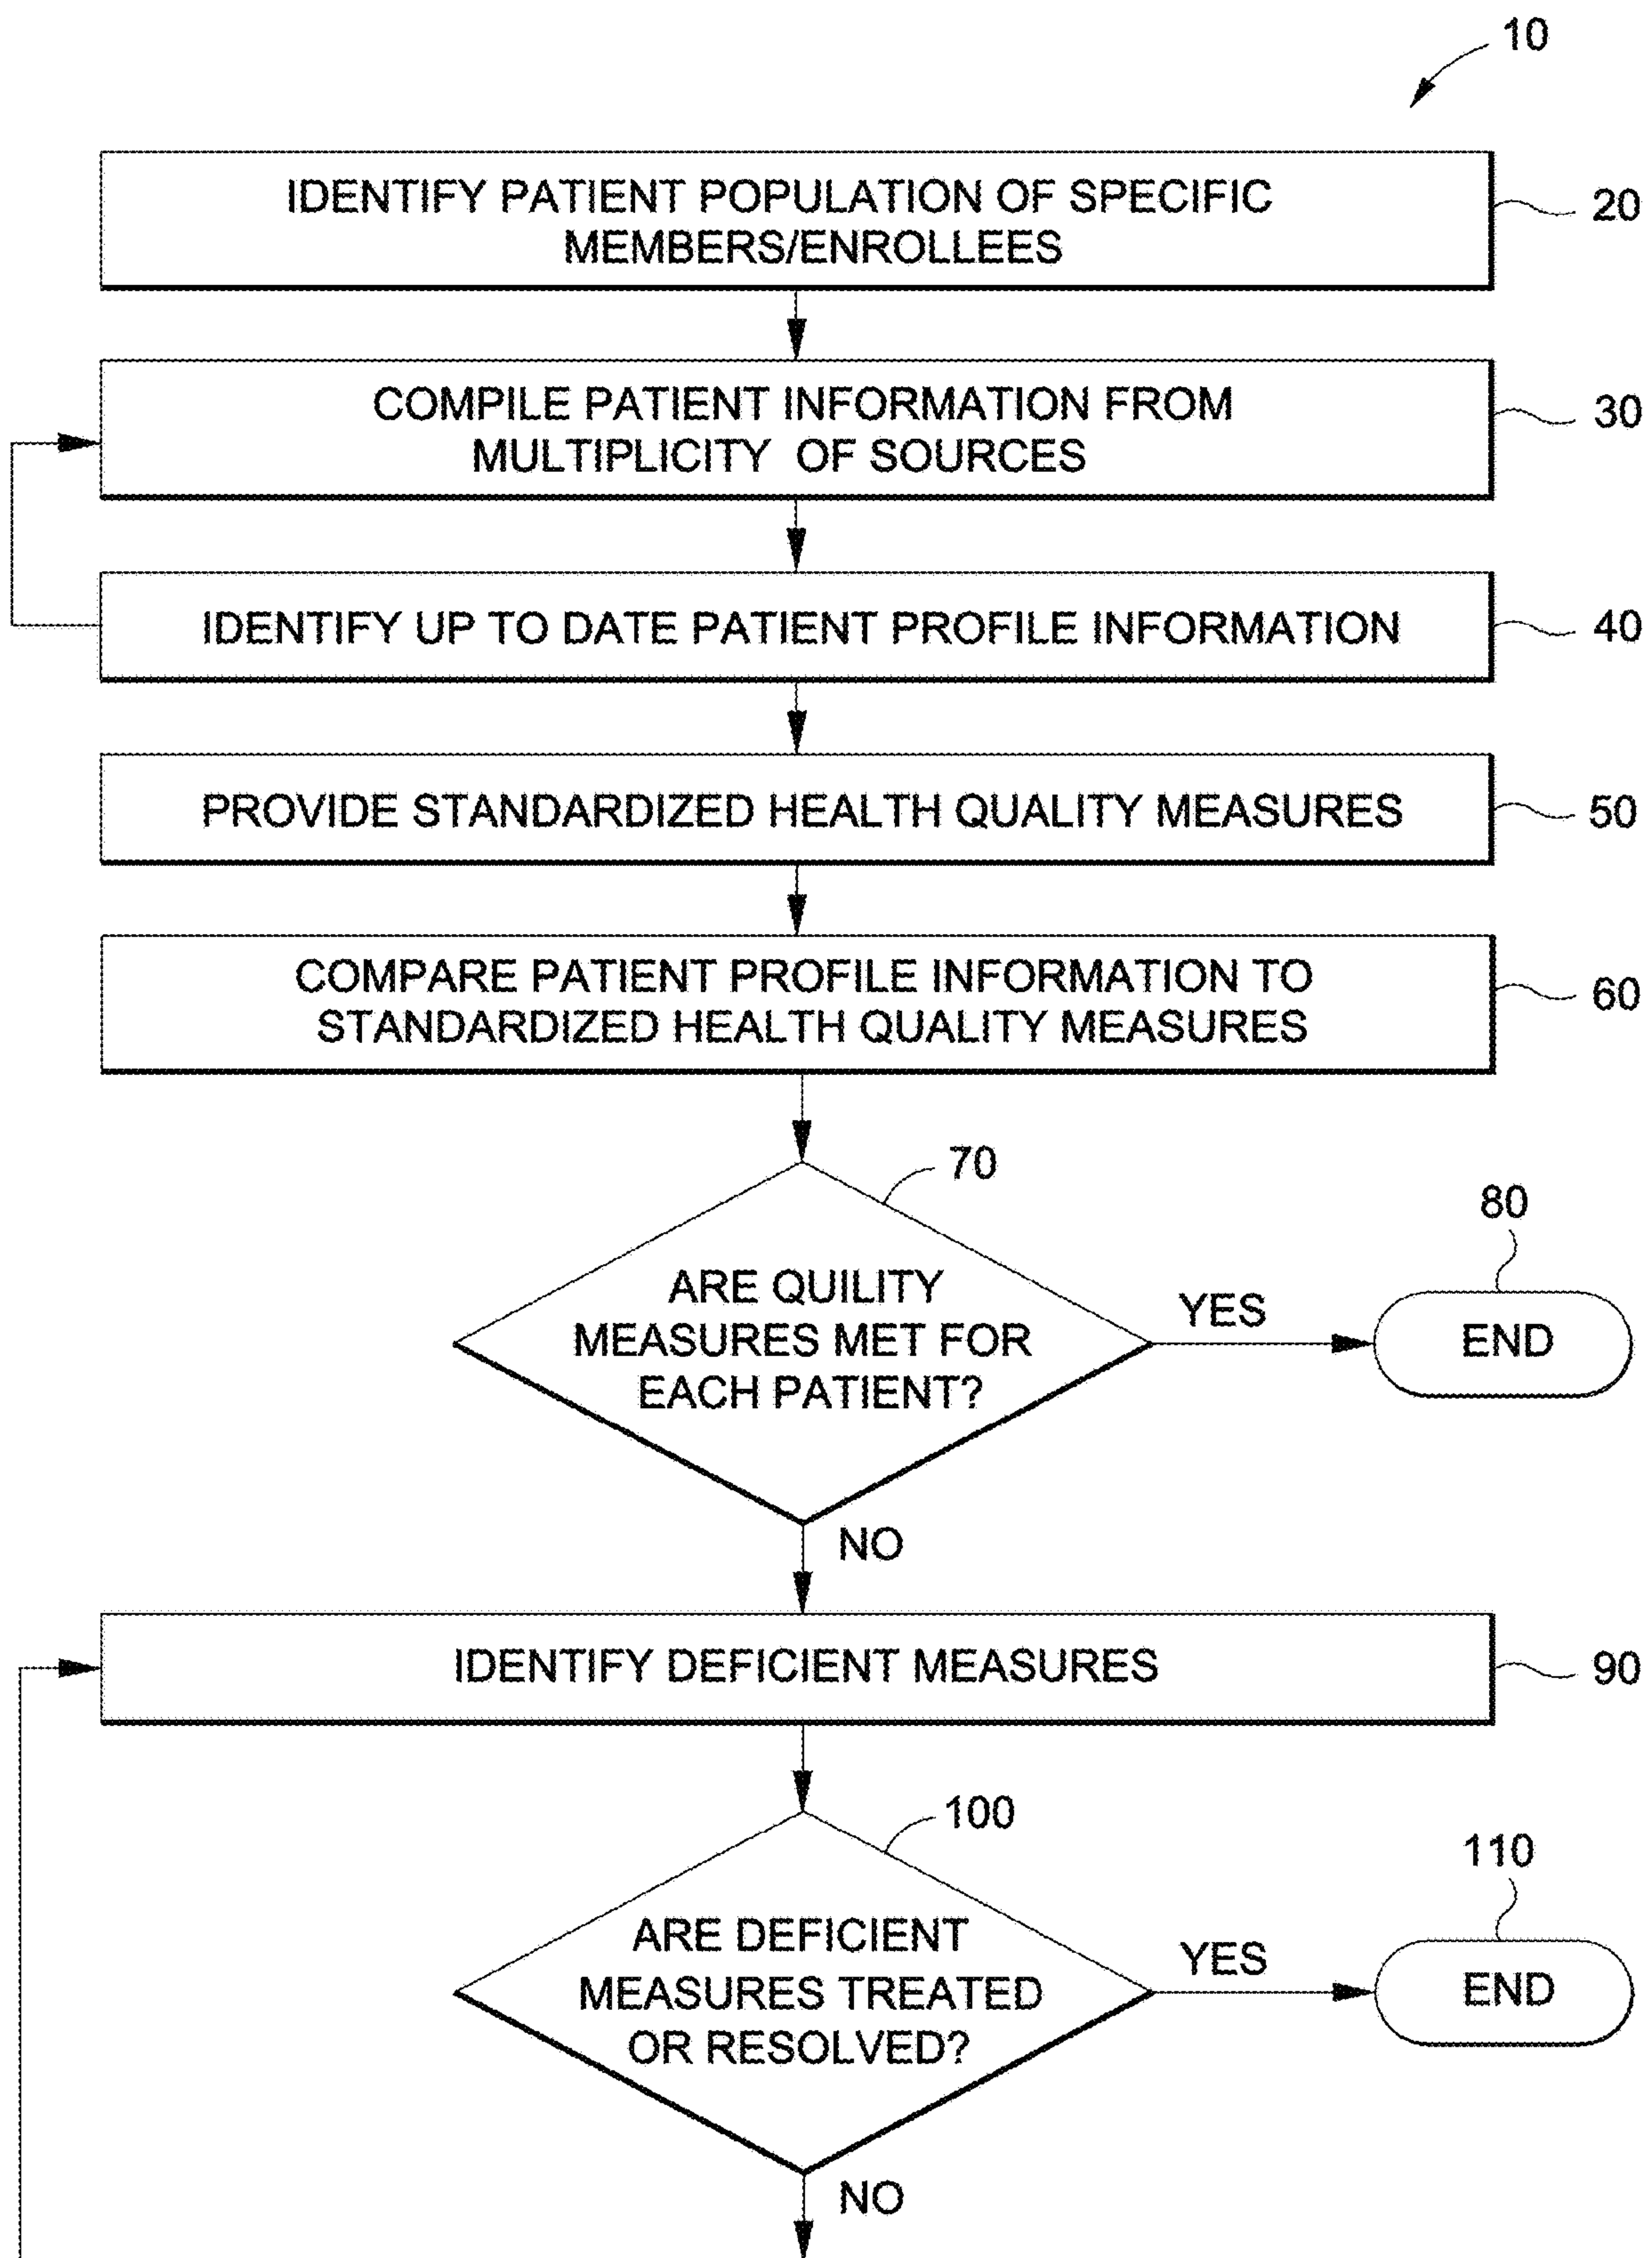 10
IDENTIFY PATIENT POPULATION OF SPECIFIC
MEMBERS/ENROLLEES
20
COMPILE PATIENT INFORMATION FROM
MULTIPLICITY OF SOURCES
30
IDENTIFY UP TO DATE PATIENT PROFILE INFORMATION
40
PROVIDE STANDARDIZED HEALTH QUALITY MEASURES
50
COMPARE PATIENT PROFILE INFORMATION TO
STANDARDIZED HEALTH QUALITY MEASURES
60
70
ARE QUILITY
MEASURES MET FOR
EACH PATIENT?
YES
80
END
NO
IDENTIFY DEFICIENT MEASURES
90
100
ARE DEFICIENT
MEASURES TREATED
OR RESOLVED?
YES
110
END
NO